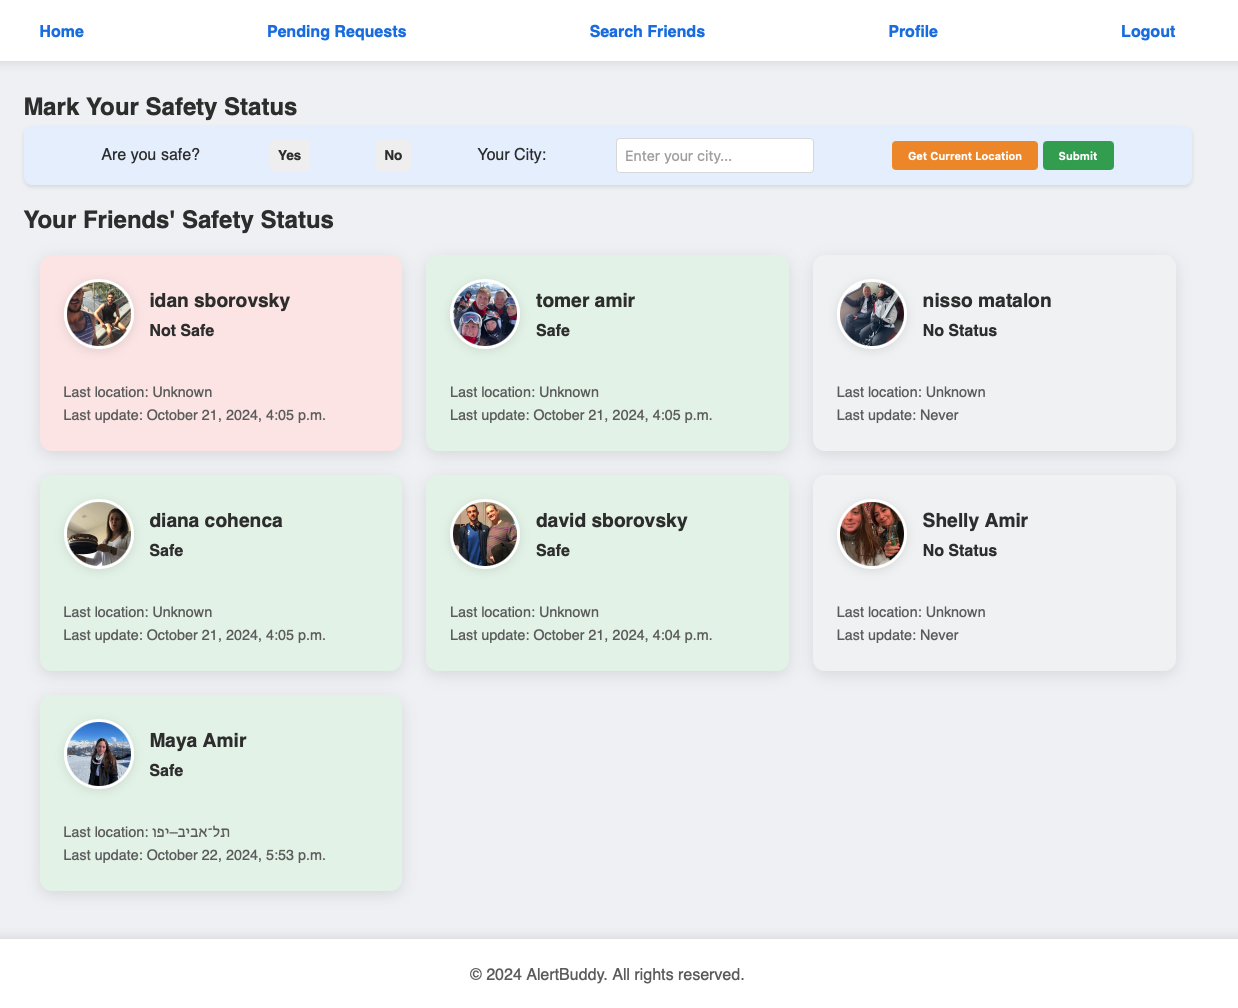 Home Pending Requests Search Friends Profile Logout
Mark Your Safety Status
Are you safe? Yes No Your City: Enter your city... Get Current Location Submit
Your Friends' Safety Status
idan sborovsky
Not Safe
Last location: Unknown
Last update: October 21, 2024, 4:05 p.m.
tomer amir
Safe
Last location: Unknown
Last update: October 21, 2024, 4:05 p.m.
nisso matalon
No Status
Last location: Unknown
Last update: Never
diana cohenca
Safe
Last location: Unknown
Last update: October 21, 2024, 4:05 p.m.
david sborovsky
Safe
Last location: Unknown
Last update: October 21, 2024, 4:04 p.m.
Shelly Amir
No Status
Last location: Unknown
Last update: Never
Maya Amir
Safe
Last location: תל־אביב–יפו
Last update: October 22, 2024, 5:53 p.m.
© 2024 AlertBuddy. All rights reserved.